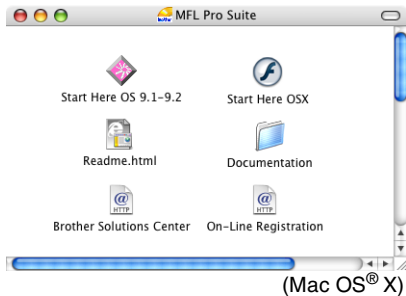 MFL Pro Suite
Start Here OS 9.1-9.2 Start Here OSX
Readme.html Documentation
@ @
HTTP HTTP
Brother Solutions Center On-Line Registration
(Mac OS® X)